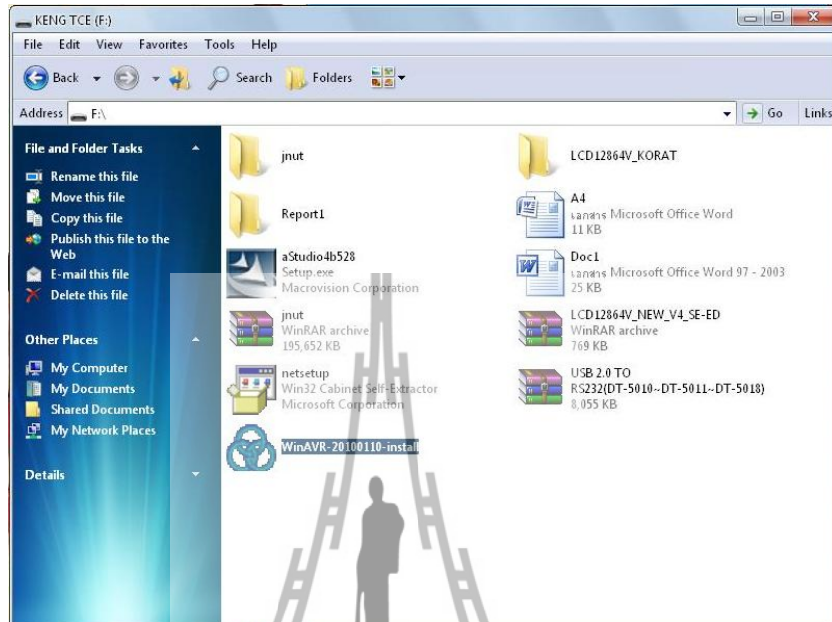 KENG TCE (F:)
File Edit View Favorites Tools Help
Back Search Folders
Address F:\ Go Links
File and Folder Tasks
Rename this file
Move this file
Copy this file
Publish this file to the
Web
E-mail this file
Delete this file
Other Places
My Computer
My Documents
Shared Documents
My Network Places
Details
jnut
Report1
aStudio4b528
Setup.exe
Macrovision Corporation
jnut
WinRAR archive
195,652 KB
netsetup
Win32 Cabinet Self-Extractor
Microsoft Corporation
WinAVR-20100110-install
LCD12864V_KORAT
A4
เอกสาร Microsoft Office Word
11 KB
Doc1
เอกสาร Microsoft Office Word 97 - 2003
25 KB
LCD12864V_NEW_V4_SE-ED
WinRAR archive
769 KB
USB 2.0 TO
RS232(DT-5010~DT-5011~DT-5018)
8,055 KB